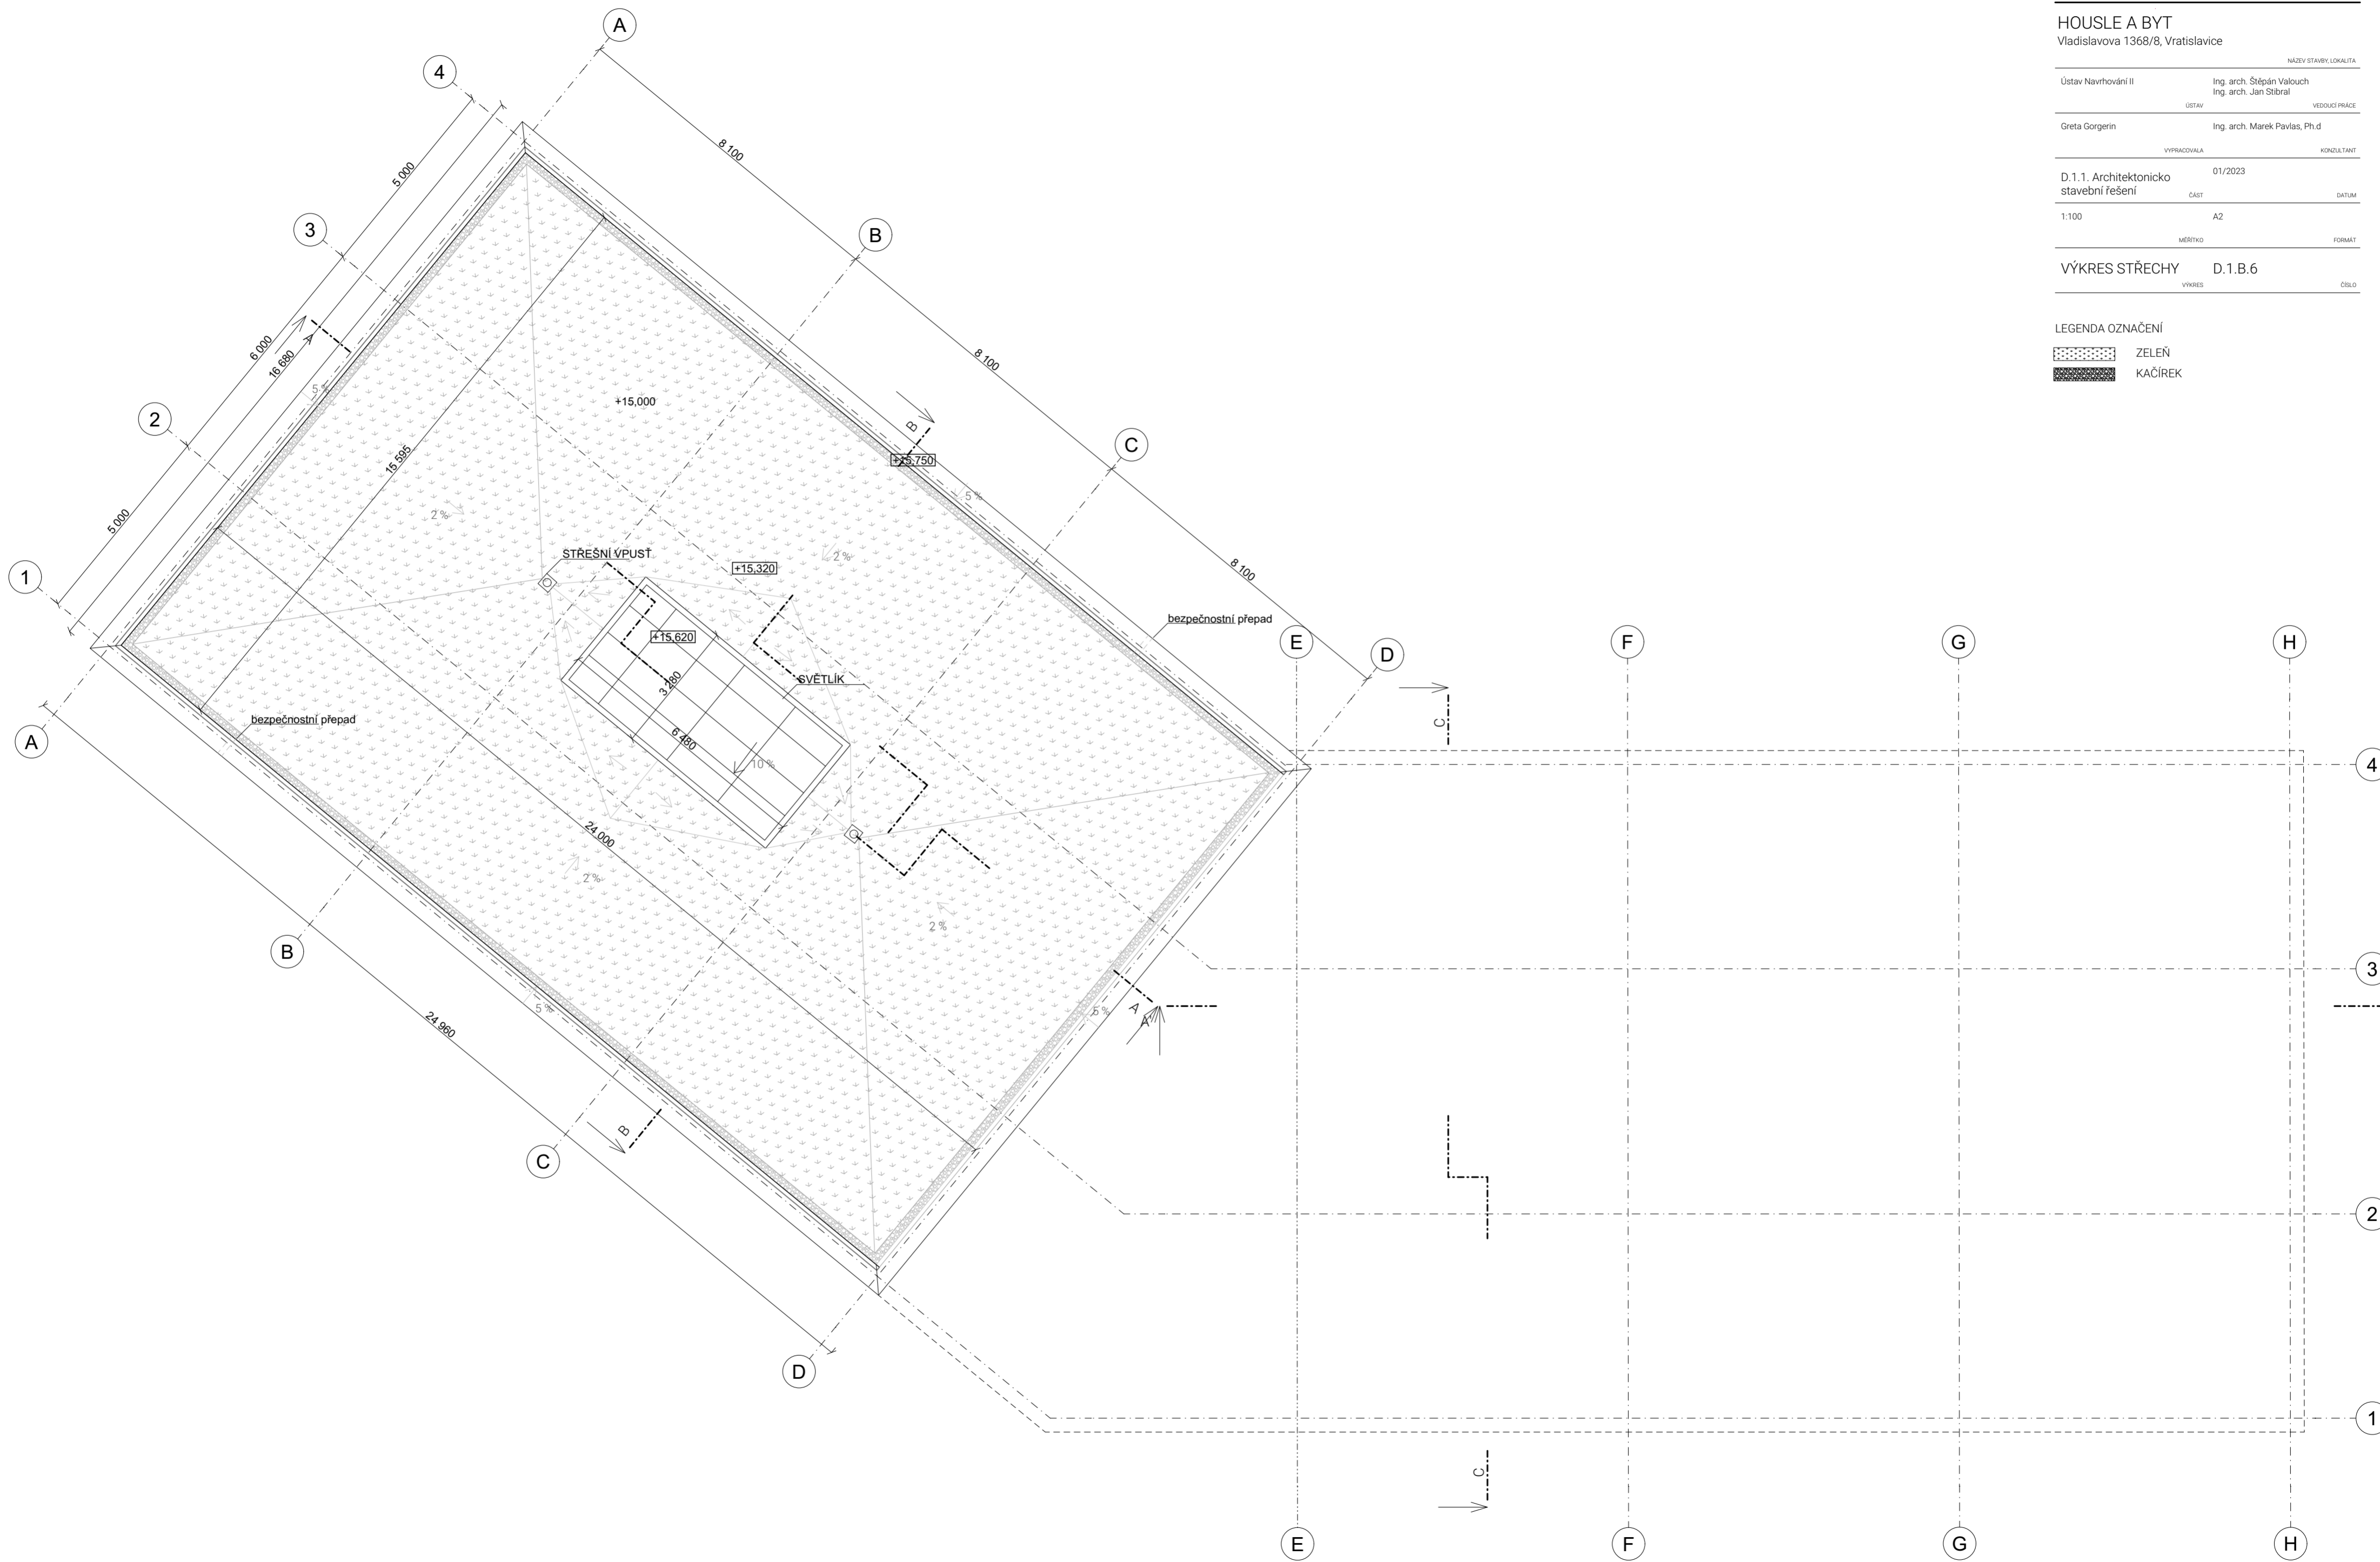 HOUSLE A BYT
Vladislavova 1368/8, Vratislavice
NÁZEV STAVBY, LOKALITA
Ústav Navrhování II
Ing. arch. Štěpán Valouch
Ing. arch. Jan Stibral
ÚSTAV
VEDOUCÍ PRÁCE
Greta Gorgerin
Ing. arch. Marek Pavlas, Ph.d
VYPRACOVALA
KONZULTANT
D.1.1. Architektonicko
stavební řešení
01/2023
ČÁST
DATUM
1:100
A2
MĚŘÍTKO
FORMÁT
VÝKRES STŘECHY
D.1.B.6
VÝKRES
ČÍSLO
LEGENDA OZNAČENÍ
ZELEŇ
KAČÍREK
A
4
5 000
8 100
3
B
6 000
16 680
A
5 %
8 100
2
+15,000
B
C
15 595
+15,750
5 %
5 000
2 %
STŘEŠNÍ VPUSŤ
+15,320
2 %
8 100
1
bezpečnostní přepad
+15,620
E
D
F
G
H
3 280
SVĚTLÍK
bezpečnostní přepad
C
A
6 480
10 %
4
24 000
2 %
2 %
B
3
5 %
5 %
A
A'
24 960
B
C
2
D
1
C
E
F
G
H